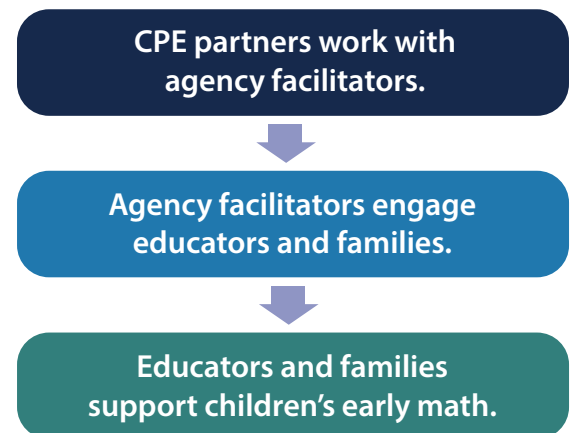 CPE partners work with
agency facilitators.
Agency facilitators engage
educators and families.
Educators and families
support children’s early math.